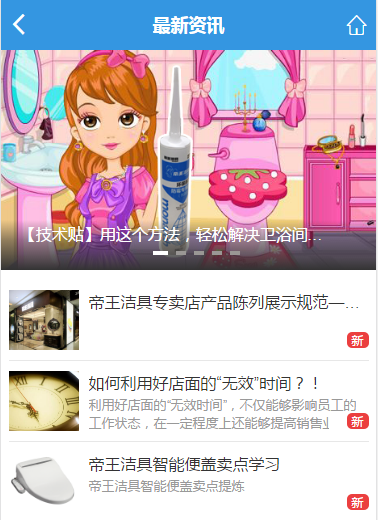 最新资讯
【技术贴】用这个方法，轻松解决卫浴间...
帝王洁具专卖店产品陈列展示规范—...
新
如何利用好店面的“无效”时间？！
利用好店面的“无效时间”，不仅能够影响员工的
工作状态，在一定程度上还能够提高销售业
新
帝王洁具智能便盖卖点学习
帝王洁具智能便盖卖点提炼
新